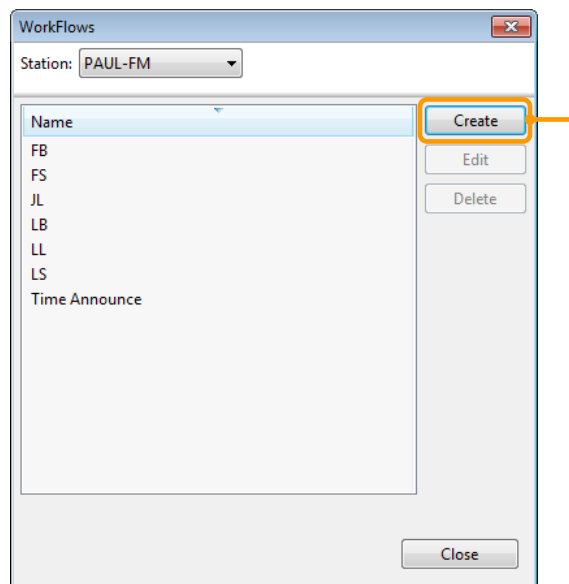 WorkFlows
Station: PAUL-FM
Name
Create
FB
Edit
FS
JL
Delete
LB
LL
LS
Time Announce
Close